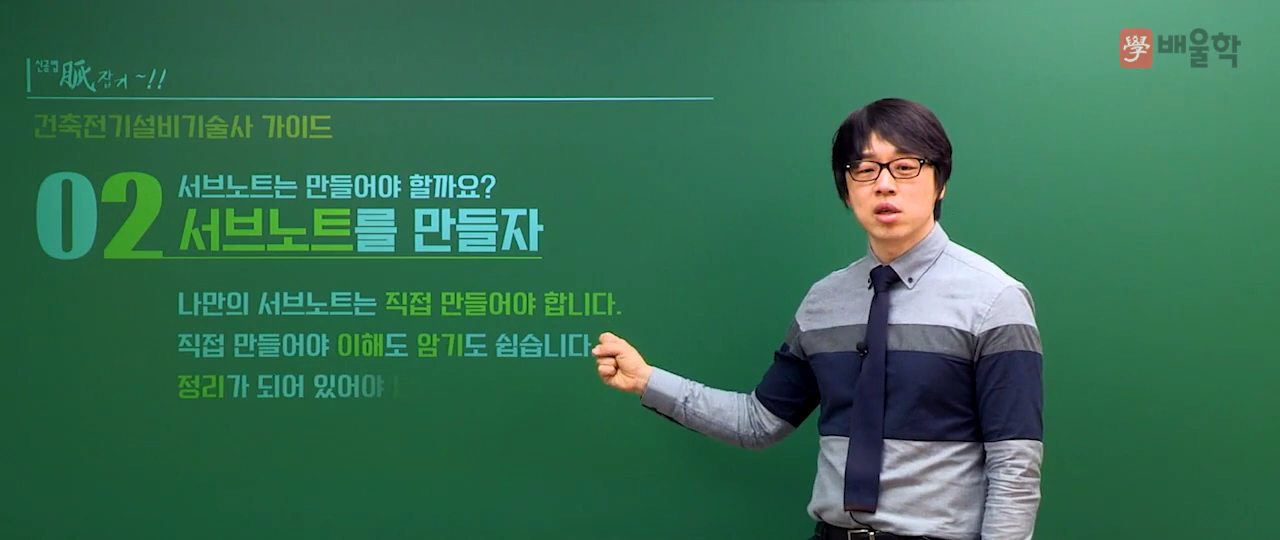 신공법 脈 잡기 ~!!
學 배울학
건축전기설비기술사 가이드
02
서브노트는 만들어야 할까요?
서브노트를 만들자
나만의 서브노트는 직접 만들어야 합니다.
직접 만들어야 이해도 암기도 쉽습니다.
정리가 되어 있어야